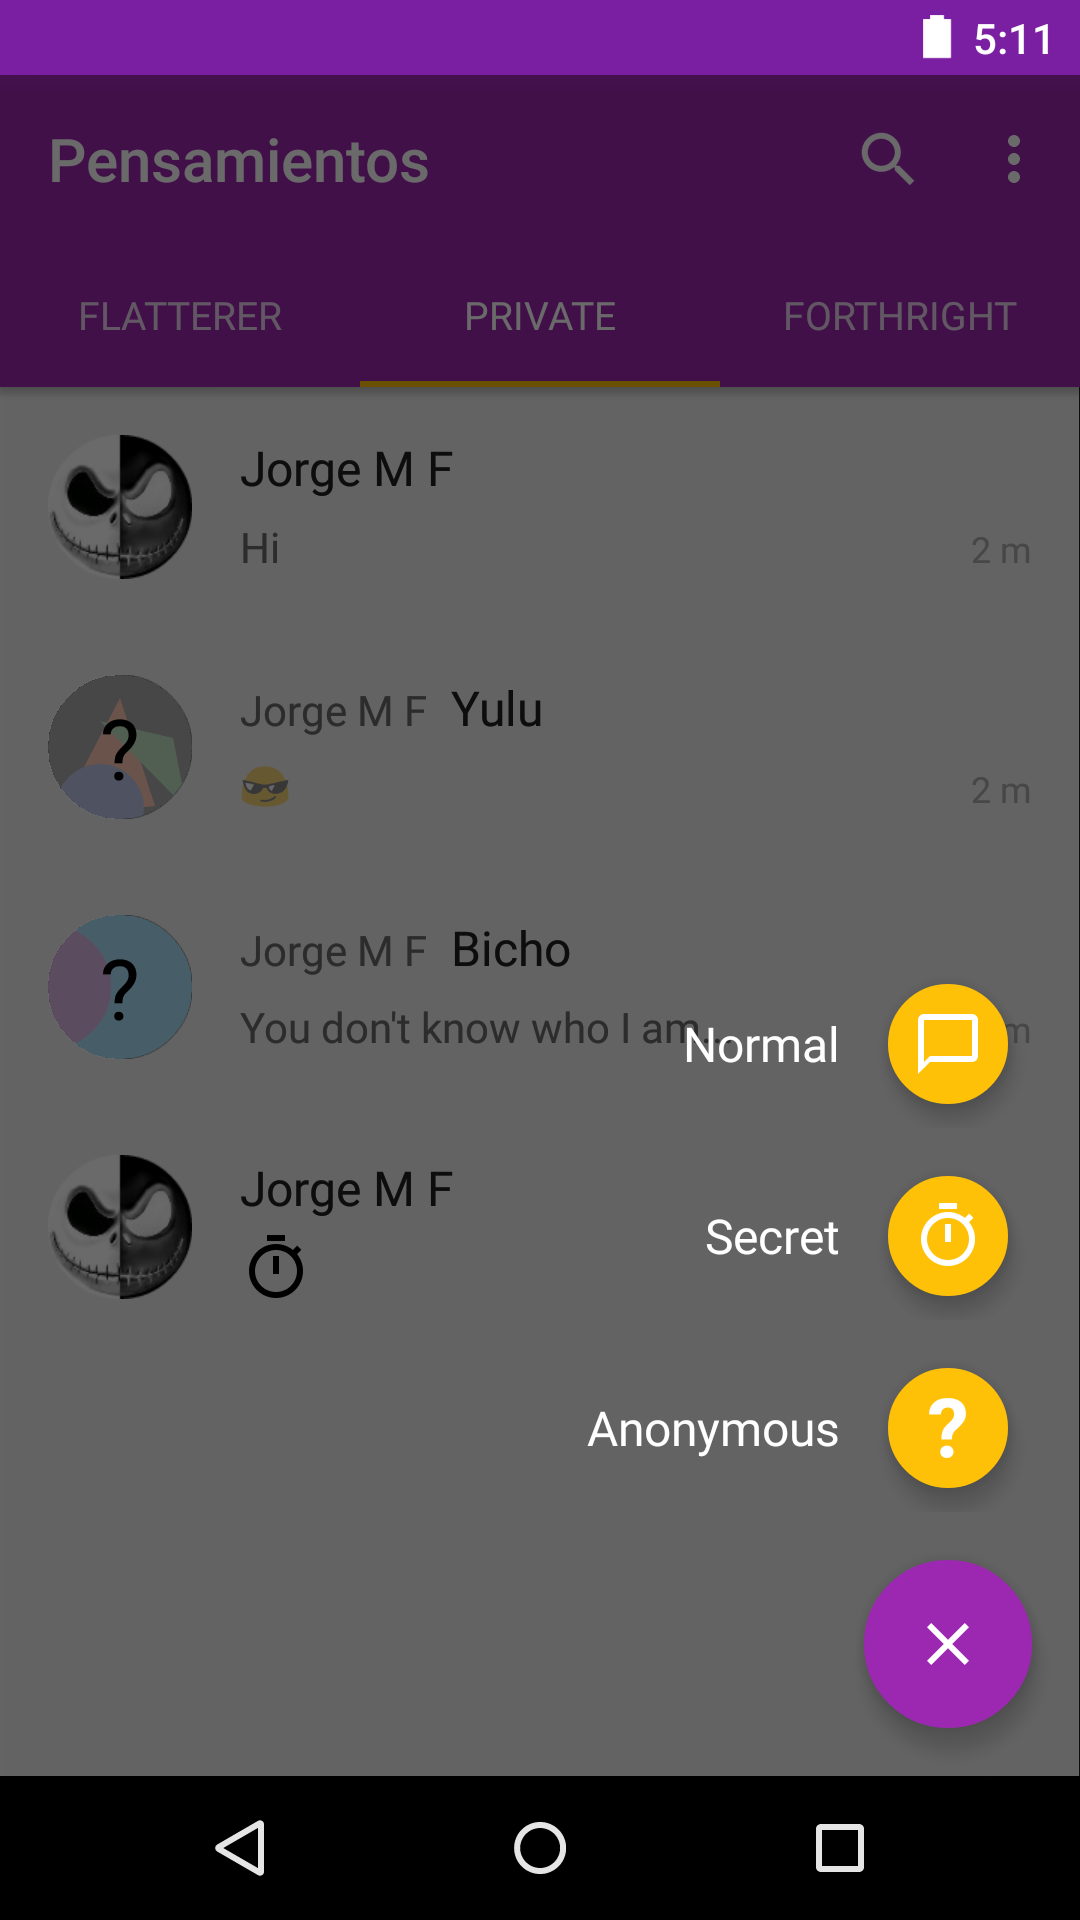 5:11
Pensamientos
FLATTERER PRIVATE FORTHRIGHT
Jorge M F
Hi 2 m
? Jorge M F Yulu
2 m
? Jorge M F Bicho
You don't know who I am... m
Normal
Jorge M F
Secret
Anonymous ?